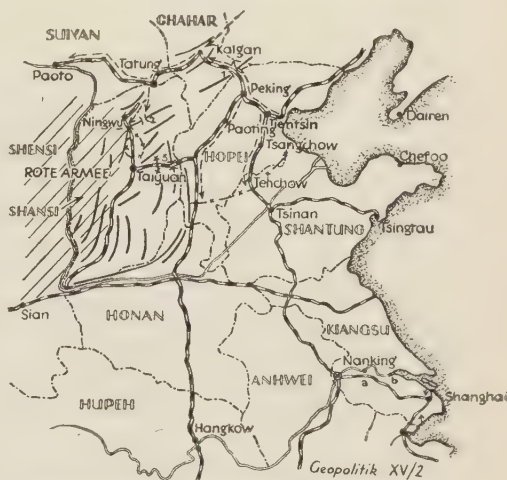 CHAHAR
SUIYAN
Kalgan
Tatung
Paoto
Peking
Ningwu
Tientsin
Dairen
Paoting
Tsangchow
SHENSI
HOPEI
Chefoo
ROTE ARMEE
Taiyuan
Tehchow
SHANSI
Tsinan
Tsingtau
SHANTUNG
Sian
HONAN
KIANGSU
Nanking
ANHWEI
a
b
Shanghai
HUPEH
Hangkow
Geopolitik XV/2